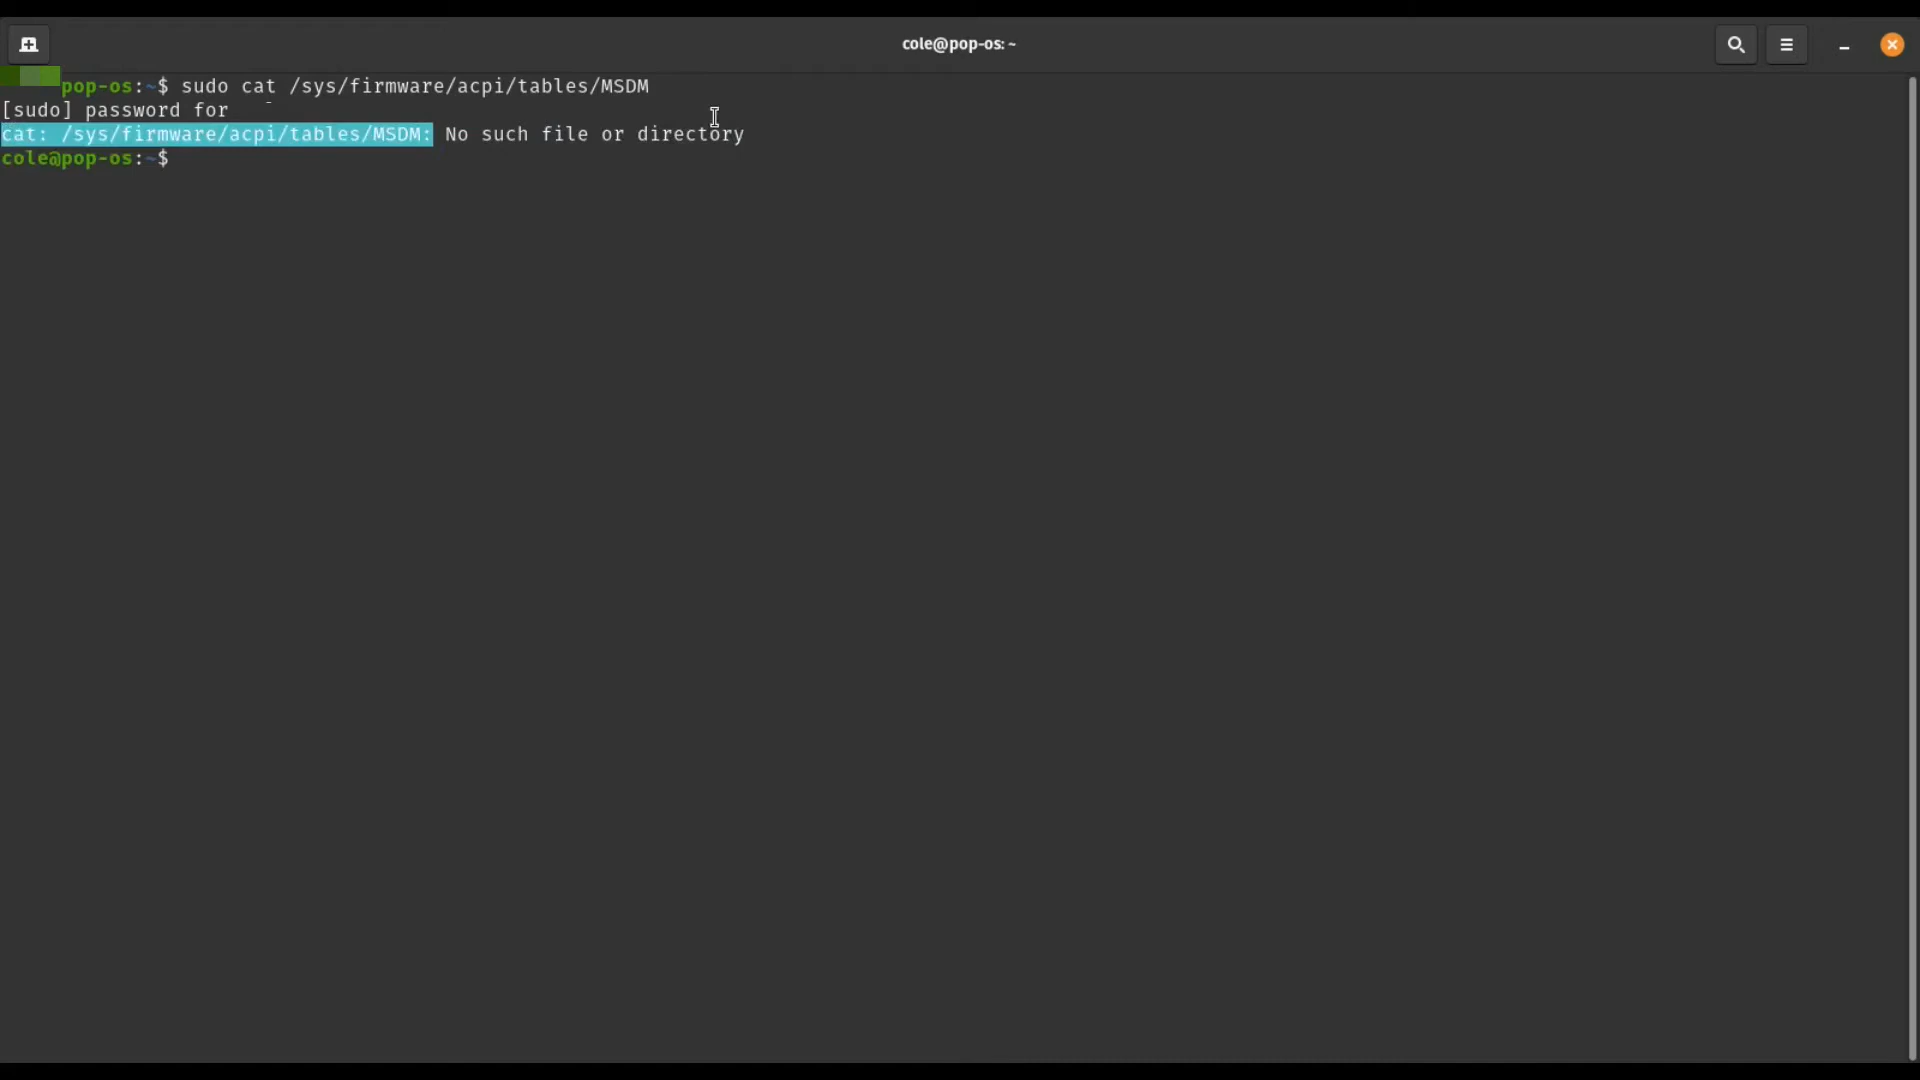 cole@pop-os: ~
pop-os:~$ sudo cat /sys/firmware/acpi/tables/MSDM
[sudo] password for
cat: /sys/firmware/acpi/tables/MSDM: No such file or directory
cole@pop-os:~$